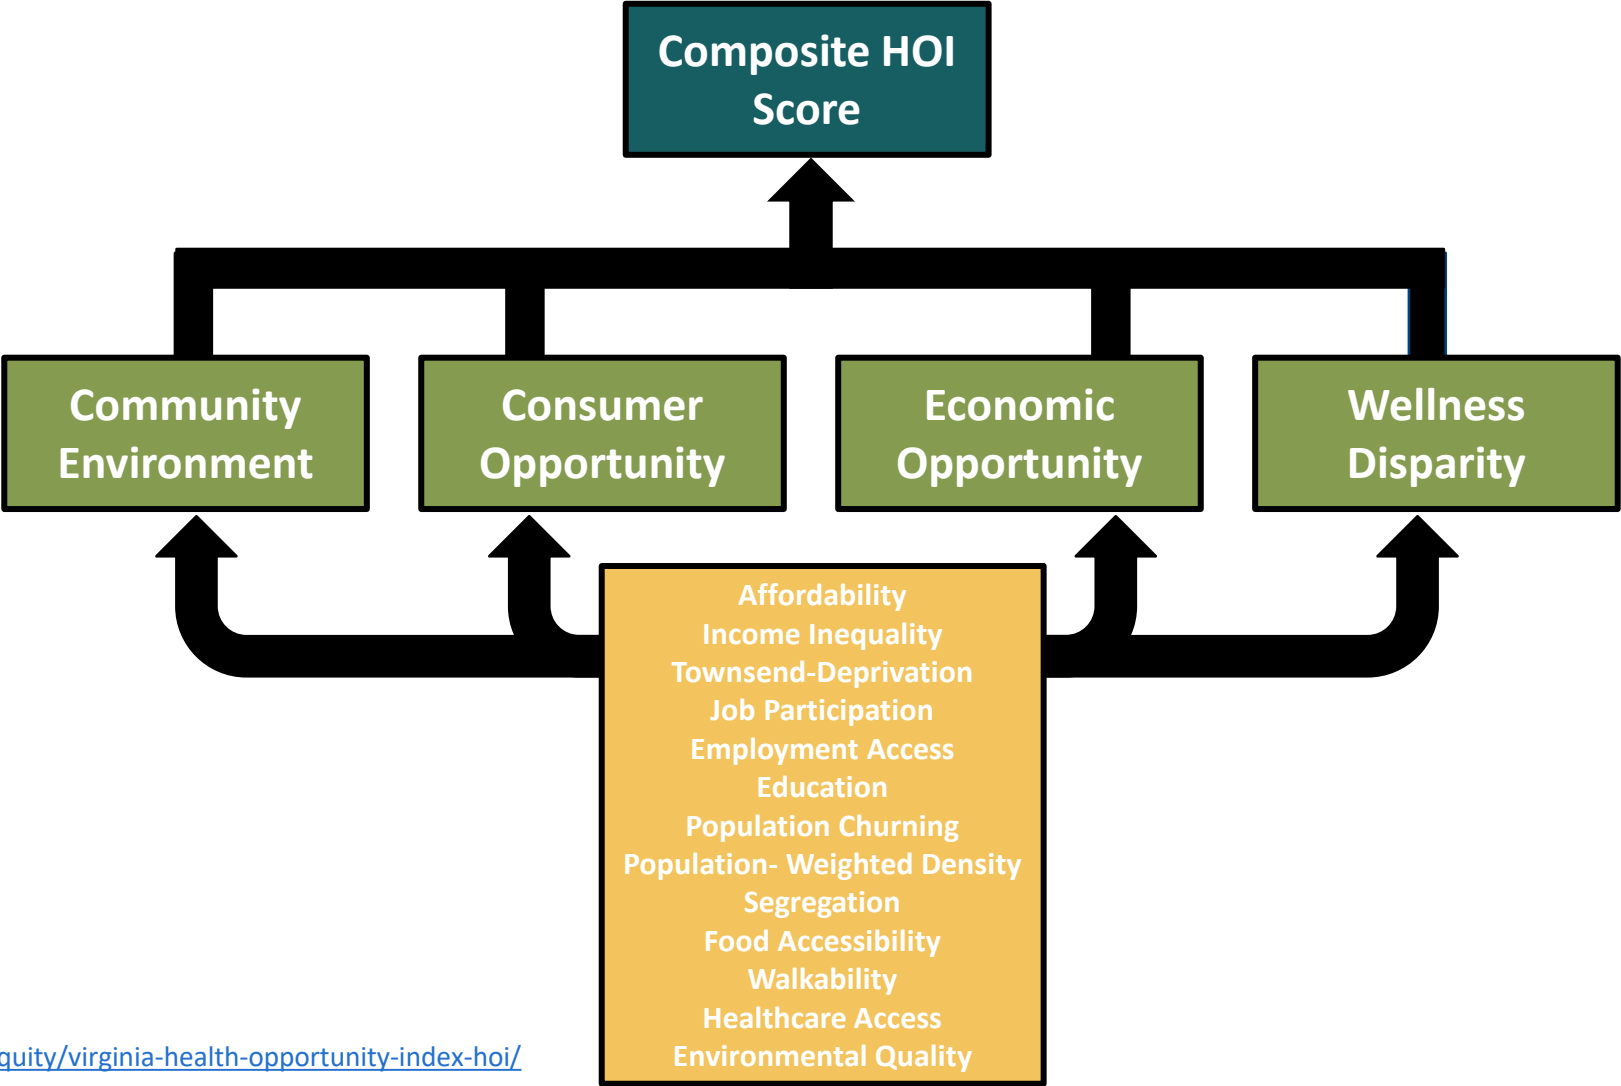 Composite HOI
Score
Community
Environment
Consumer
Opportunity
Economic
Opportunity
Wellness
Disparity
Affordability
Income Inequality
Townsend-Deprivation
Job Participation
Employment Access
Education
Population Churning
Population- Weighted Density
Segregation
Food Accessibility
Walkability
Healthcare Access
Environmental Quality
quity/virginia-health-opportunity-index-hoi/